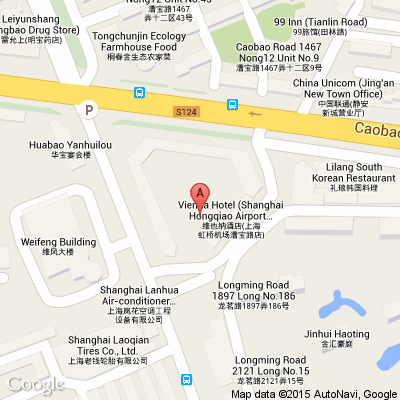 Nong12 Unit No.43
漕宝路1467
弄十二区43号
Leiyunshang
ngbao Drug Store)
雷允上(明宝药店)
Tongchunjin Ecology
Farmhouse Food
桐春金生态农家菜
99 Inn (Tianlin Road)
99旅馆(田林路)
Caobao Road 1467
Nong12 Unit No.9
漕宝路1467
弄十二区9号
China Unicom (Jing'an
New Town Office)
中国联通(静安
新城营业厅)
P
S124
Caobao
Huabao Yanhuilou
华宝宴会楼
Lilang South
Korean Restaurant
礼琅韩国料理
A
Vienna Hotel (Shanghai
Hongqiao Airport...
维也纳酒店(上海
虹桥机场漕宝路店)
Weifeng Building
维风大楼
Shanghai Lanhua
Air-conditioner...
上海岚花空调工程
设备有限公司
Longming Road
1897 Long No.186
龙茗路1897弄186号
Shanghai Laoqian
Tires Co., Ltd.
上海老钱轮胎有限公司
Jinhui Haoting
金汇豪庭
Longming Road
2121 Long No.15
龙茗路2121弄15号
Google
Map data ©2015 AutoNavi, Google